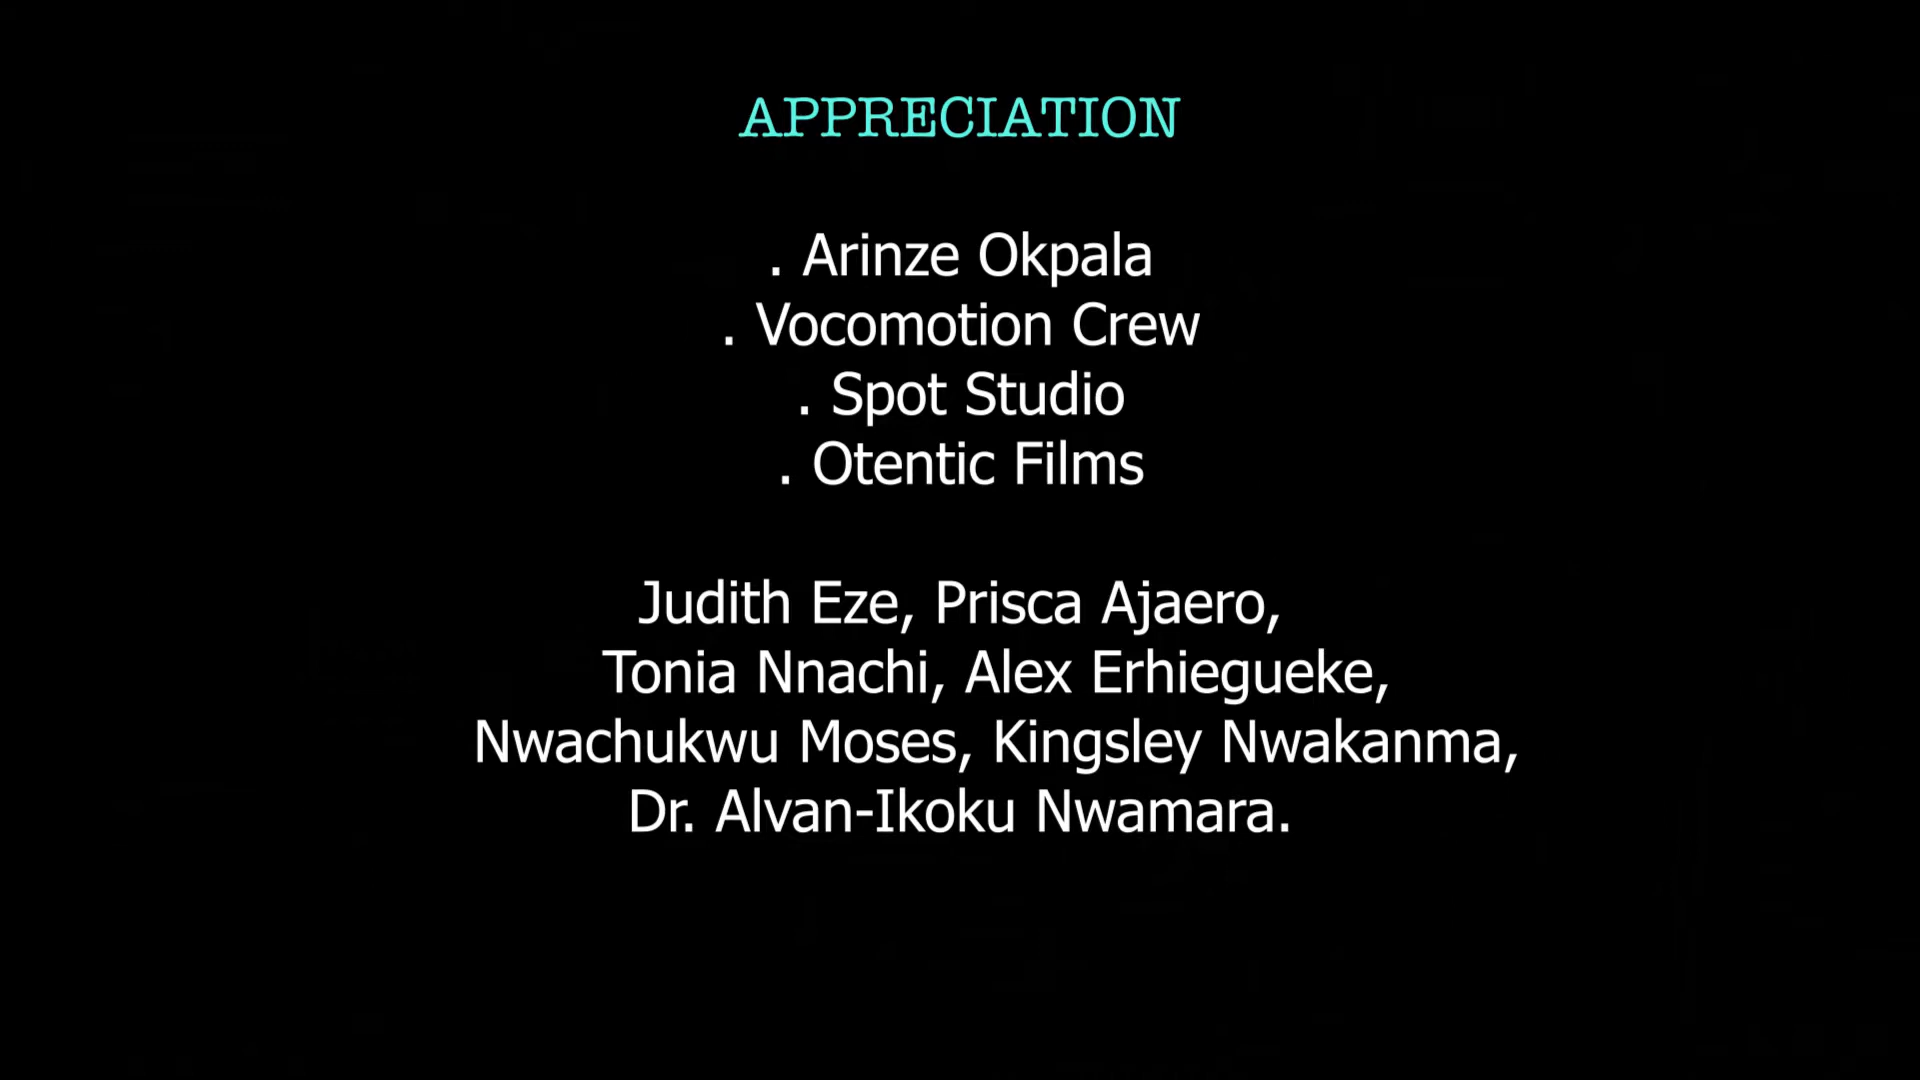 APPRECIATION
. Arinze Okpala
. Vocomotion Crew
. Spot Studio
. Otentic Films
Judith Eze, Prisca Ajaero,
Tonia Nnachi, Alex Erhiegueke,
Nwachukwu Moses, Kingsley Nwakanma,
Dr. Alvan-Ikoku Nwamara.